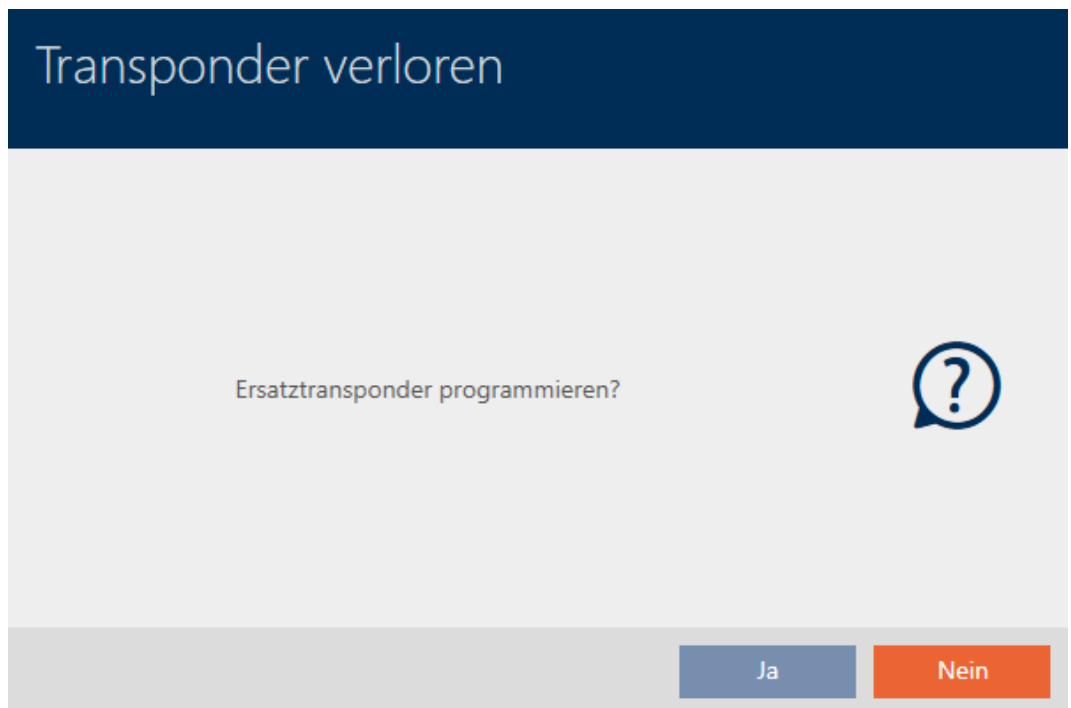 Transponder verloren
Ersatztransponder programmieren?
?
Ja
Nein